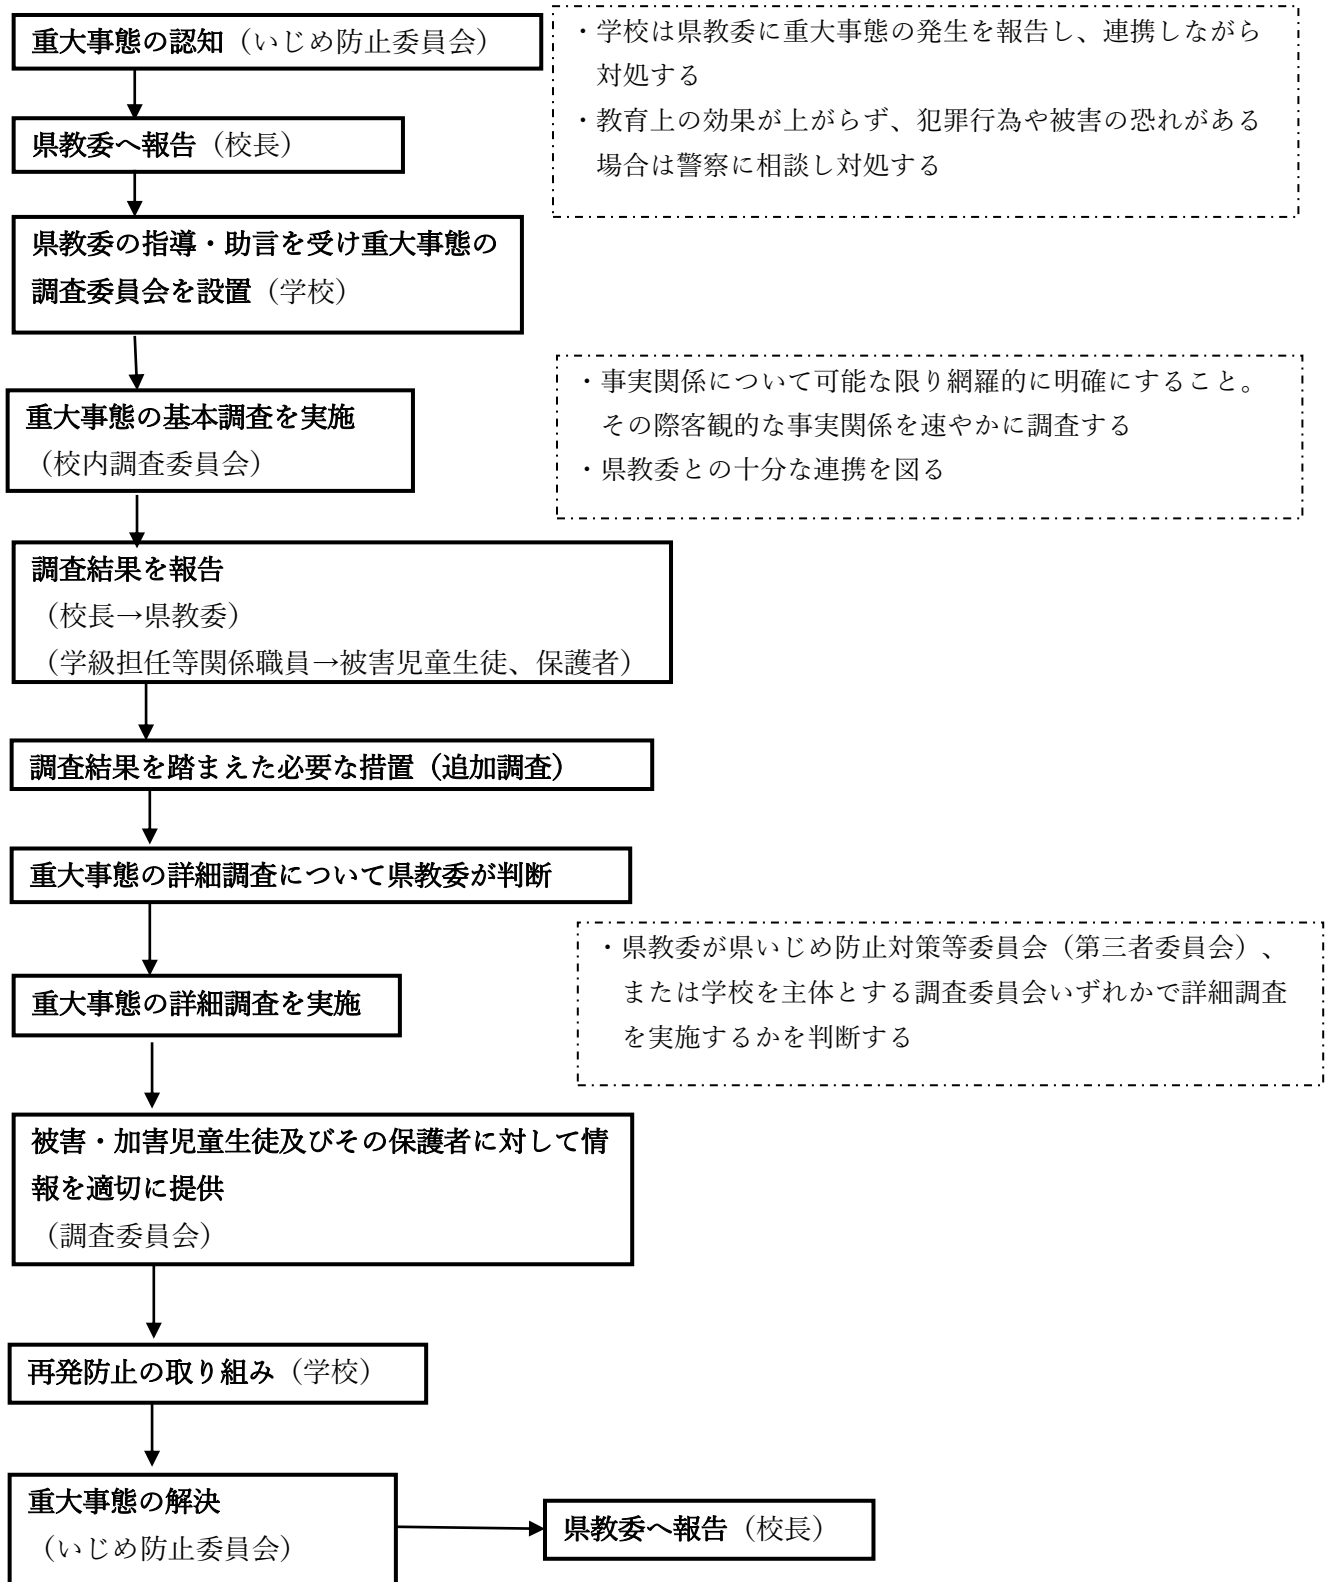 重大事態の認知（いじめ防止委員会）
・学校は県教委に重大事態の発生を報告し、連携しながら
対処する
・教育上の効果が上がらず、犯罪行為や被害の恐れがある
場合は警察に相談し対処する
県教委へ報告（校長）
県教委の指導・助言を受け重大事態の
調査委員会を設置（学校）
重大事態の基本調査を実施
（校内調査委員会）
・事実関係について可能な限り網羅的に明確にすること。
その際客観的な事実関係を速やかに調査する
・県教委との十分な連携を図る
調査結果を報告
（校長→県教委）
（学級担任等関係職員→被害児童生徒、保護者）
調査結果を踏まえた必要な措置（追加調査）
重大事態の詳細調査について県教委が判断
・県教委が県いじめ防止対策等委員会（第三者委員会）、
または学校を主体とする調査委員会いずれかで詳細調査
を実施するかを判断する
重大事態の詳細調査を実施
被害・加害児童生徒及びその保護者に対して情
報を適切に提供
（調査委員会）
再発防止の取り組み（学校）
重大事態の解決
（いじめ防止委員会）
県教委へ報告（校長）